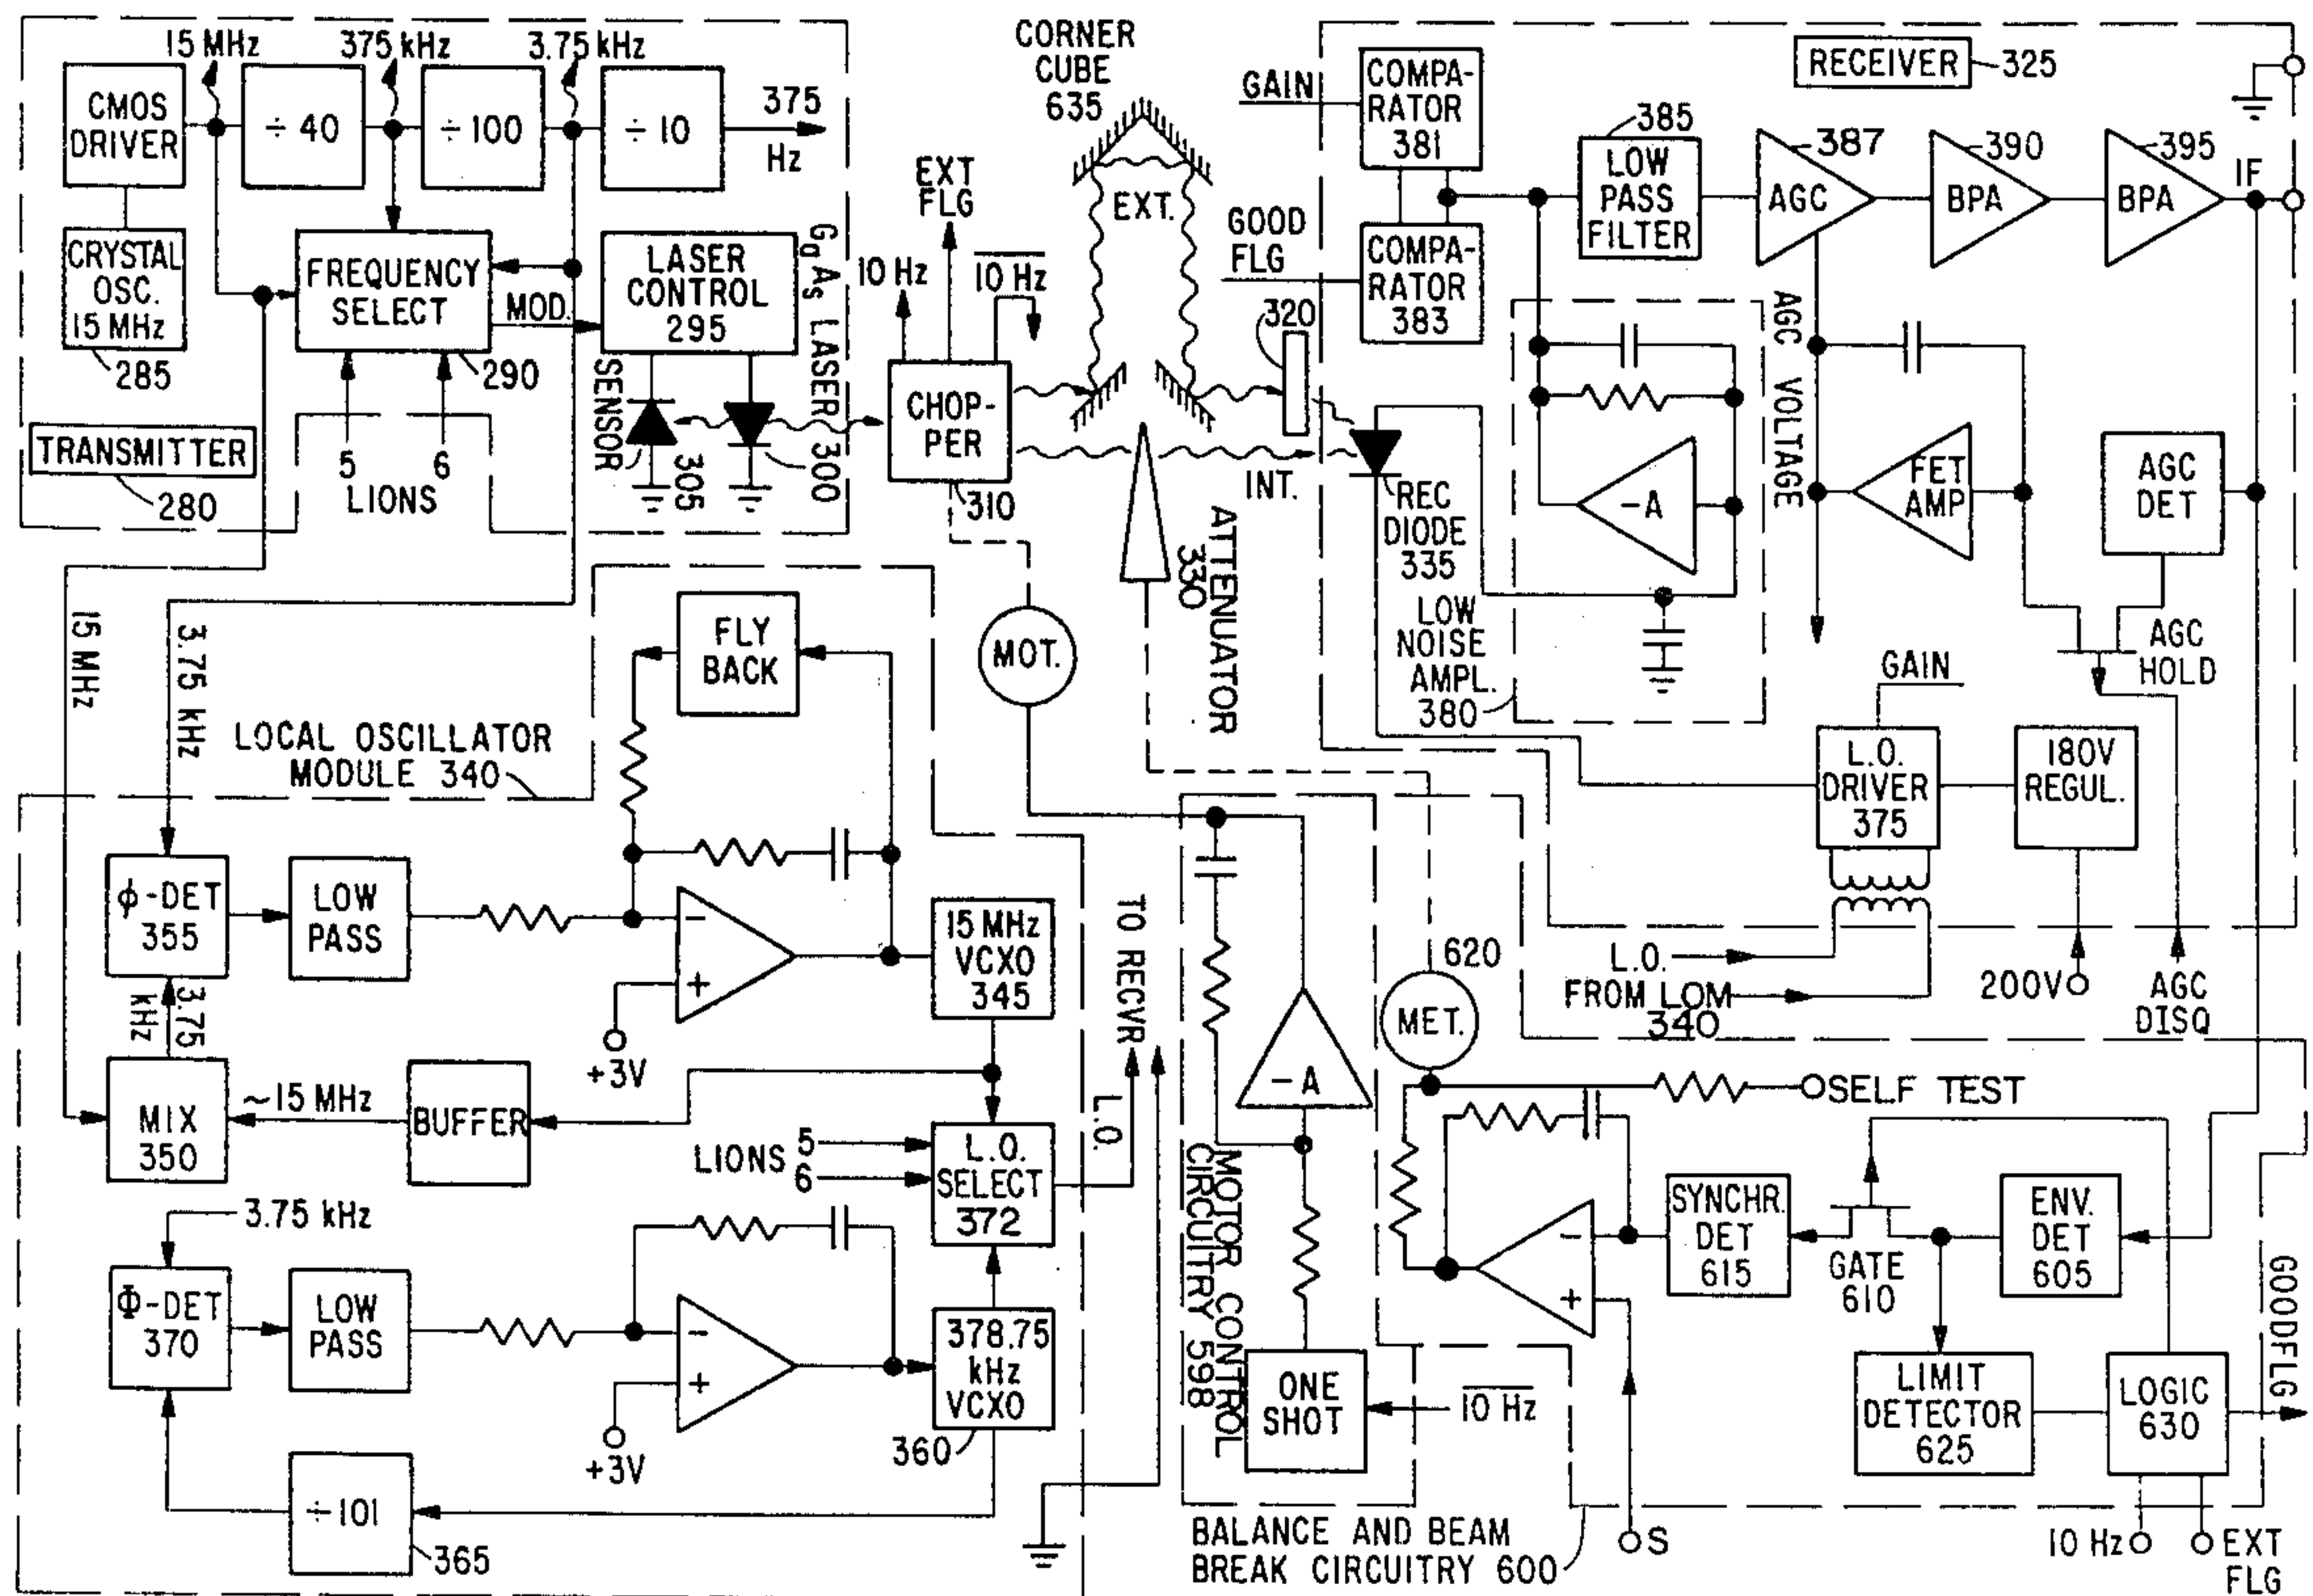 15 MHz
375 kHz
3.75 kHz
CMOS
DRIVER
÷ 40
÷100
÷ 10
375
Hz
CRYSTAL
OSC.
15 MHz
285
FREQUENCY
SELECT
290
MOD.
LASER
CONTROL
295
GaAs LASER 300
SENSOR
305
TRANSMITTER
280
5
6
LIONS
CORNER
CUBE
635
EXT.
EXT
FLG
10 Hz
10 Hz
CHOP-
PER
310
320
INT.
ATTENUATOR
330
MOT.
RECEIVER
325
GAIN
COMPA-
RATOR
381
GOOD
FLG
COMPA-
RATOR
383
385
LOW
PASS
FILTER
387
AGC
390
BPA
395
BPA
IF
AGC VOLTAGE
-A
FET
AMP
AGC
DET
REC
DIODE
335
LOW
NOISE
AMPL.
380
AGC
HOLD
GAIN
L.O.
DRIVER
375
180V
REGUL.
L.O.
FROM LOM
340
200V
AGC
DISQ
15 MHz
3.75 kHz
LOCAL OSCILLATOR
MODULE 340
FLY
BACK
ϕ-DET
355
LOW
PASS
-
+
+3V
15 MHz
VCXO
345
3.75
kHz
MIX
350
~15 MHz
BUFFER
LIONS
5
6
L.O.
SELECT
372
L.O.
TO RECVR
3.75 kHz
Φ-DET
370
LOW
PASS
-
+
+3V
378.75
kHz
VCXO
360
÷101
365
620
MET.
-A
MOTOR CONTROL
CIRCUITRY 598
ONE
SHOT
10 Hz
SELF TEST
-
+
SYNCHR.
DET
615
GATE
610
ENV.
DET
605
LIMIT
DETECTOR
625
LOGIC
630
GOODFLG
S
BALANCE AND BEAM
BREAK CIRCUITRY 600
10 Hz
EXT
FLG